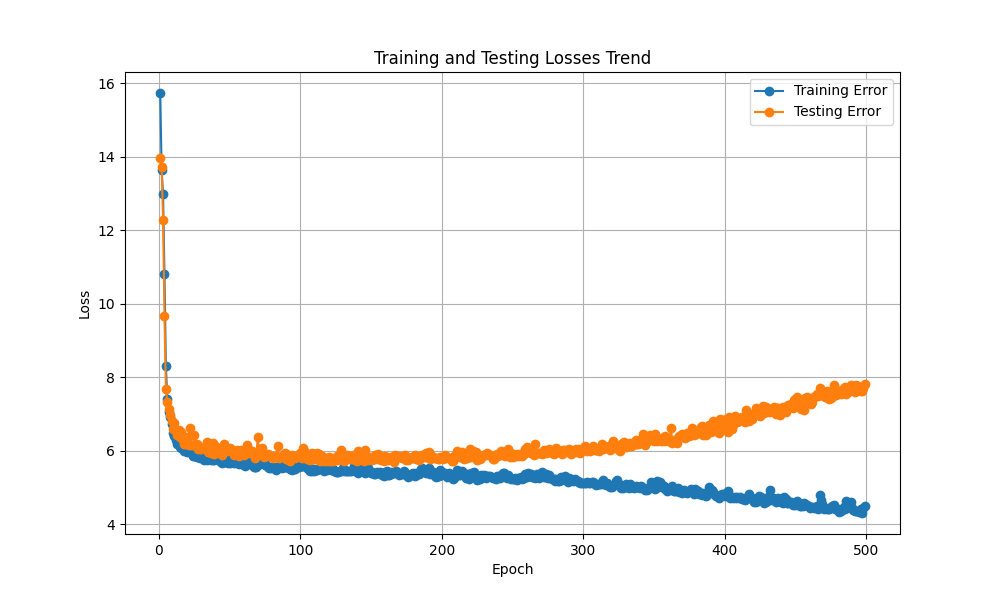 Training and Testing Losses Trend
Training Error
Testing Error
16
14
12
10
8
6
4
Loss
0 100 200 300 400 500
Epoch